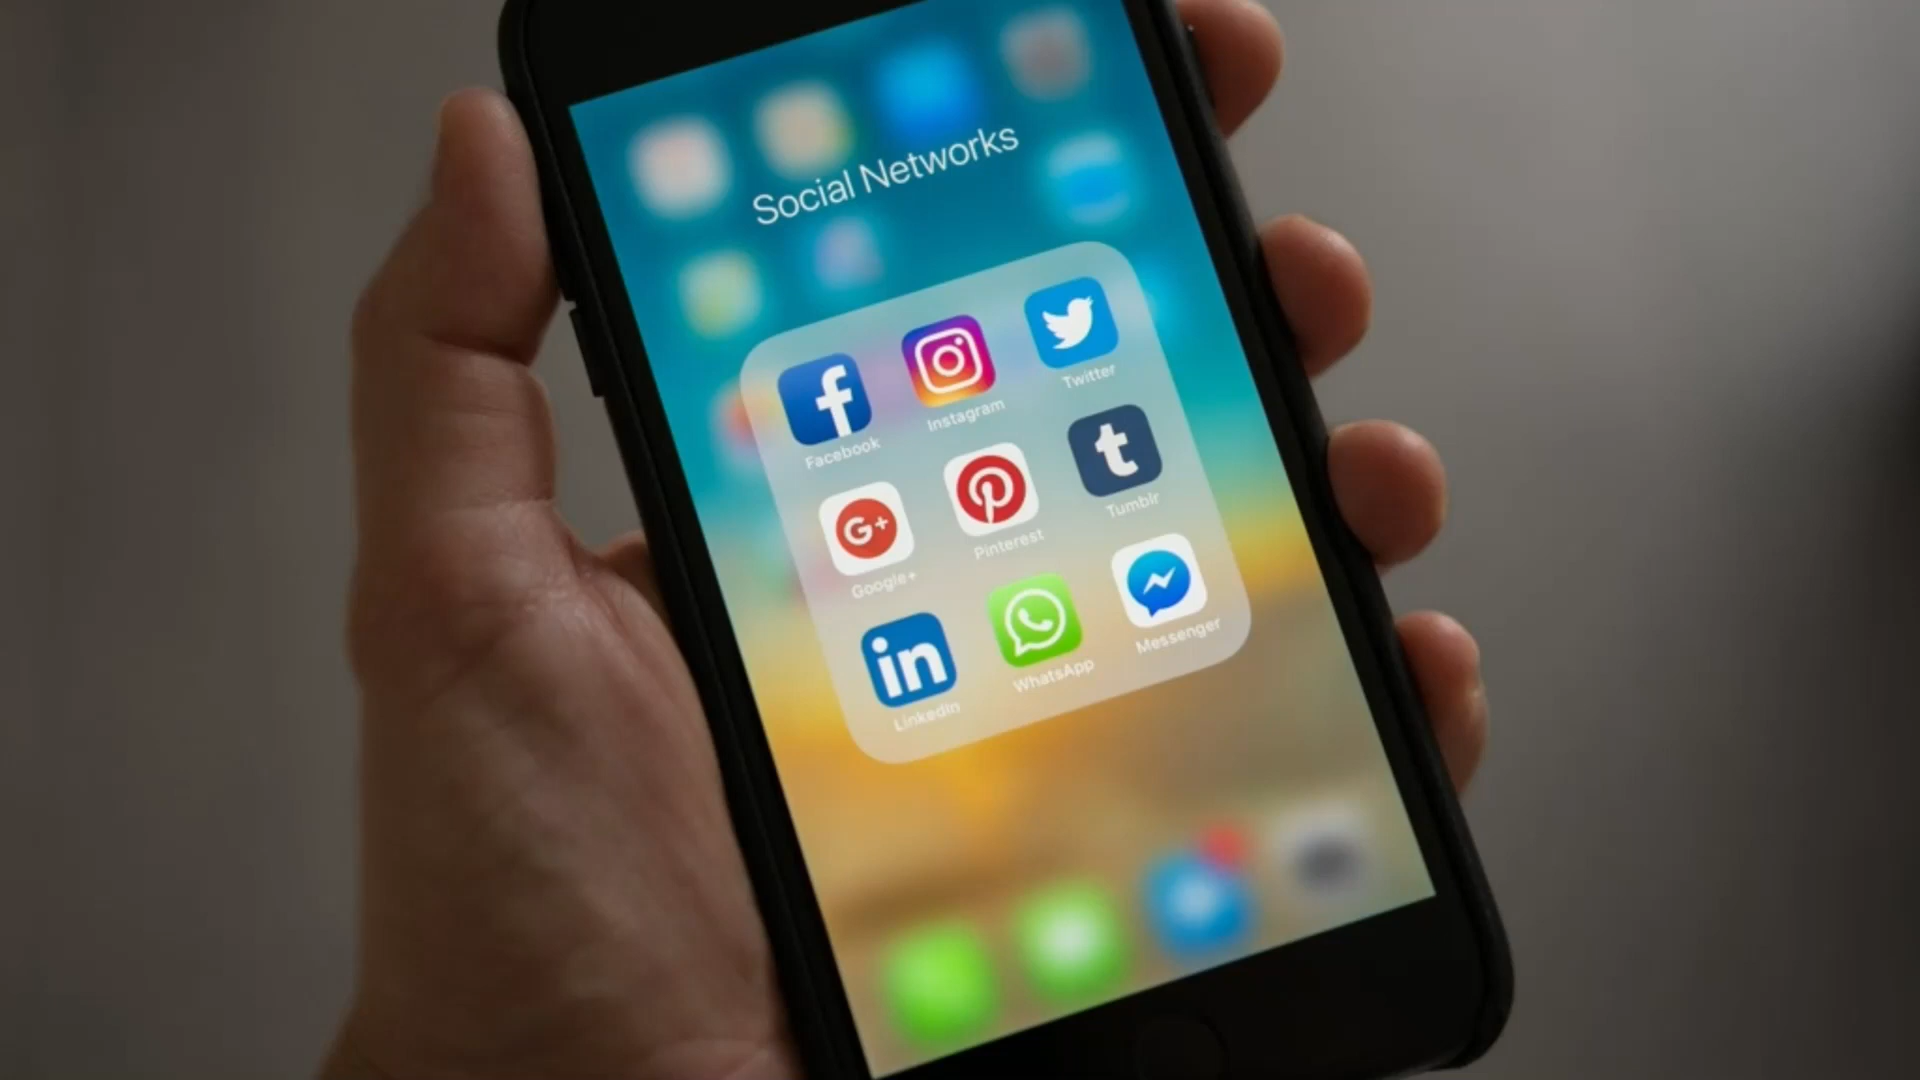 Social Networks
Facebook
Instagram
Twitter
Google+
Pinterest
Tumblr
LinkedIn
WhatsApp
Messenger